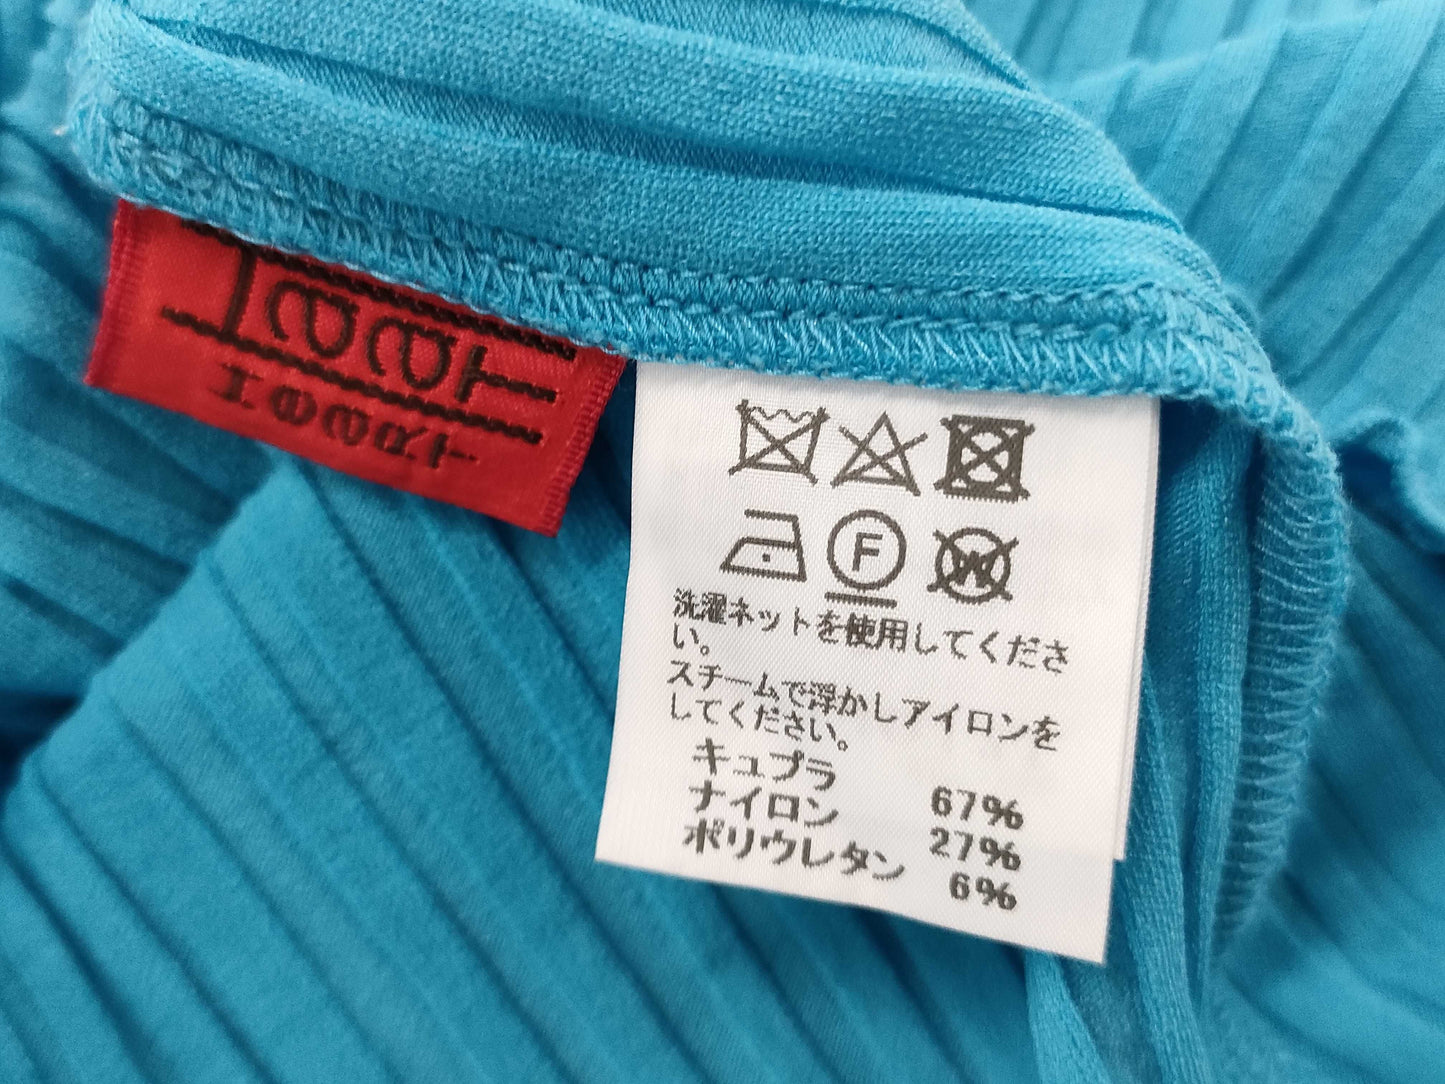 HaaT
HeaRT
F
W
洗濯ネットを使用してくださ
い。
スチームで浮かしアイロンを
してください。
キュプラ 67%
ナイロン 27%
ポリウレタン 6%